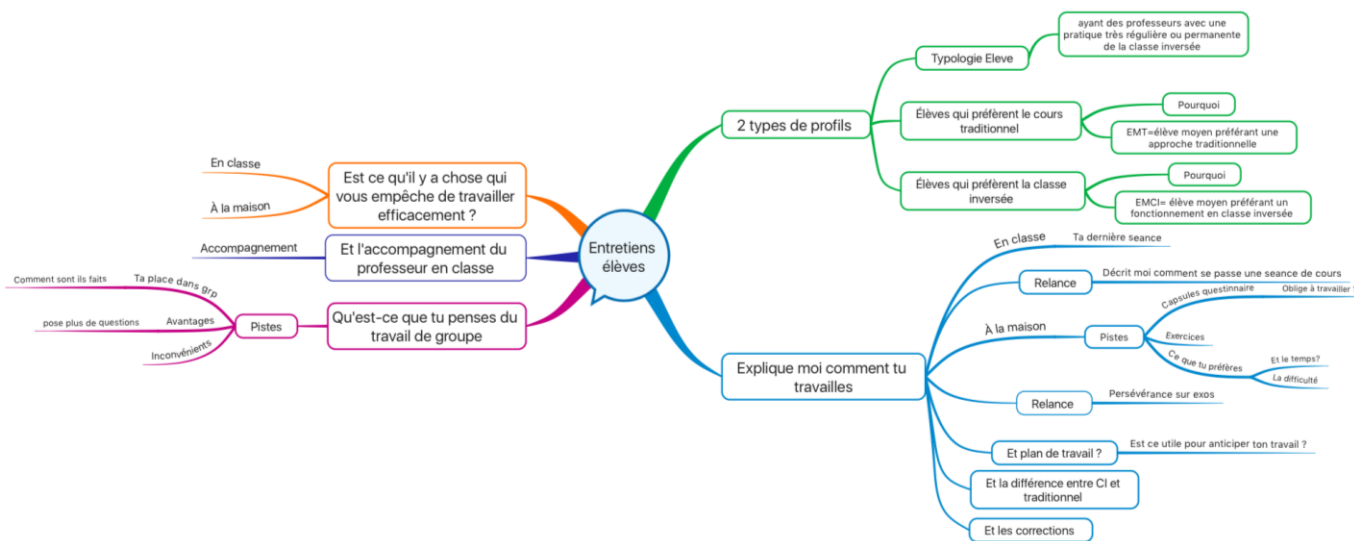 Entretiens
élèves
2 types de profils
Typologie Eleve
ayant des professeurs avec une
pratique très régulière ou permanente
de la classe inversée
Élèves qui préfèrent le cours
traditionnel
Pourquoi
EMT=élève moyen préférant une
approche traditionnelle
Élèves qui préfèrent la classe
inversée
Pourquoi
EMCI= élève moyen préférant un
fonctionnement en classe inversée
Explique moi comment tu
travailles
En classe
Ta dernière seance
Relance
Décrit moi comment se passe une seance de cours
À la maison
Pistes
Capsules questinnaire
Oblige à travailler
Exercices
Ce que tu préfères
Et le temps?
La difficulté
Relance
Persévérance sur exos
Et plan de travail ?
Est ce utile pour anticiper ton travail ?
Et la différence entre CI et
traditionnel
Et les corrections
Est ce qu'il y a chose qui
vous empêche de travailler
efficacement ?
En classe
À la maison
Et l'accompagnement du
professeur en classe
Accompagnement
Qu'est-ce que tu penses du
travail de groupe
Pistes
Ta place dans grp
Comment sont ils faits
Avantages
pose plus de questions
Inconvénients